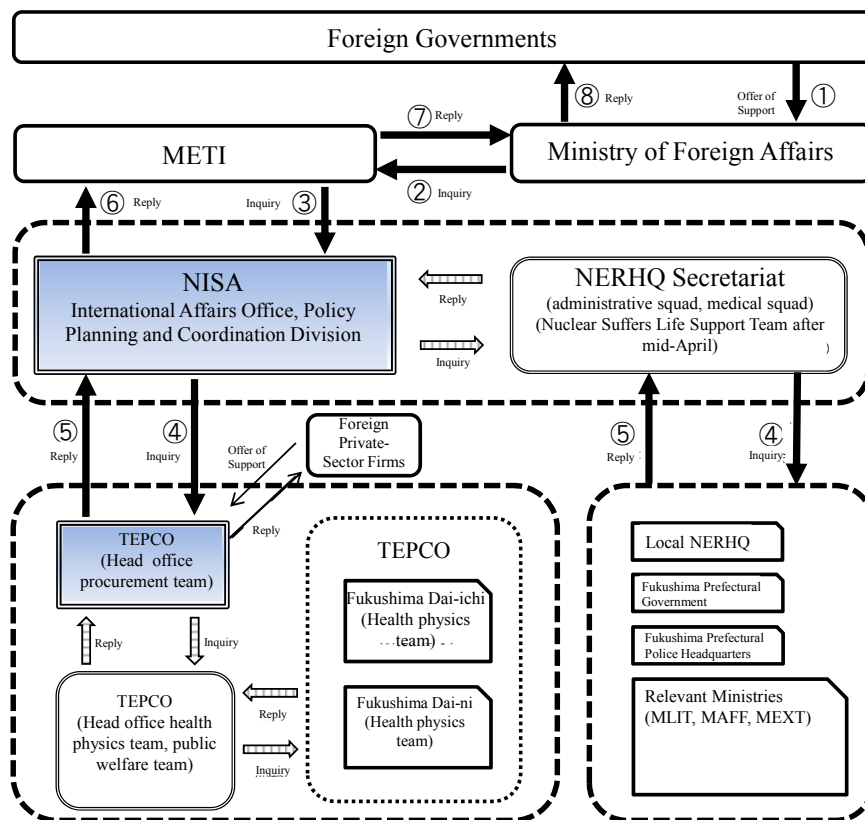 Foreign Governments
⑧ Reply
Offer of
Support
①
⑦ Reply
METI
Ministry of Foreign Affairs
② Inquiry
⑥ Reply
Inquiry ③
NISA
International Affairs Office, Policy
Planning and Coordination Division
Reply
Inquiry
NERHQ Secretariat
(administrative squad, medical squad)
(Nuclear Suffers Life Support Team after
mid-April)
)
⑤
Reply
④
Inquiry
Offer of
Support
Foreign
Private-
Sector Firms
Reply
⑤
Reply
④
Inquiry
TEPCO
(Head office
procurement team)
Reply
Inquiry
TEPCO
(Head office health
physics team, public
welfare team)
Reply
Inquiry
TEPCO
Fukushima Dai-ichi
(Health physics
team)
Fukushima Dai-ni
(Health physics
team)
Local NERHQ
Fukushima Prefectural
Government
Fukushima Prefectural
Police Headquarters
Relevant Ministries
(MLIT, MAFF, MEXT)